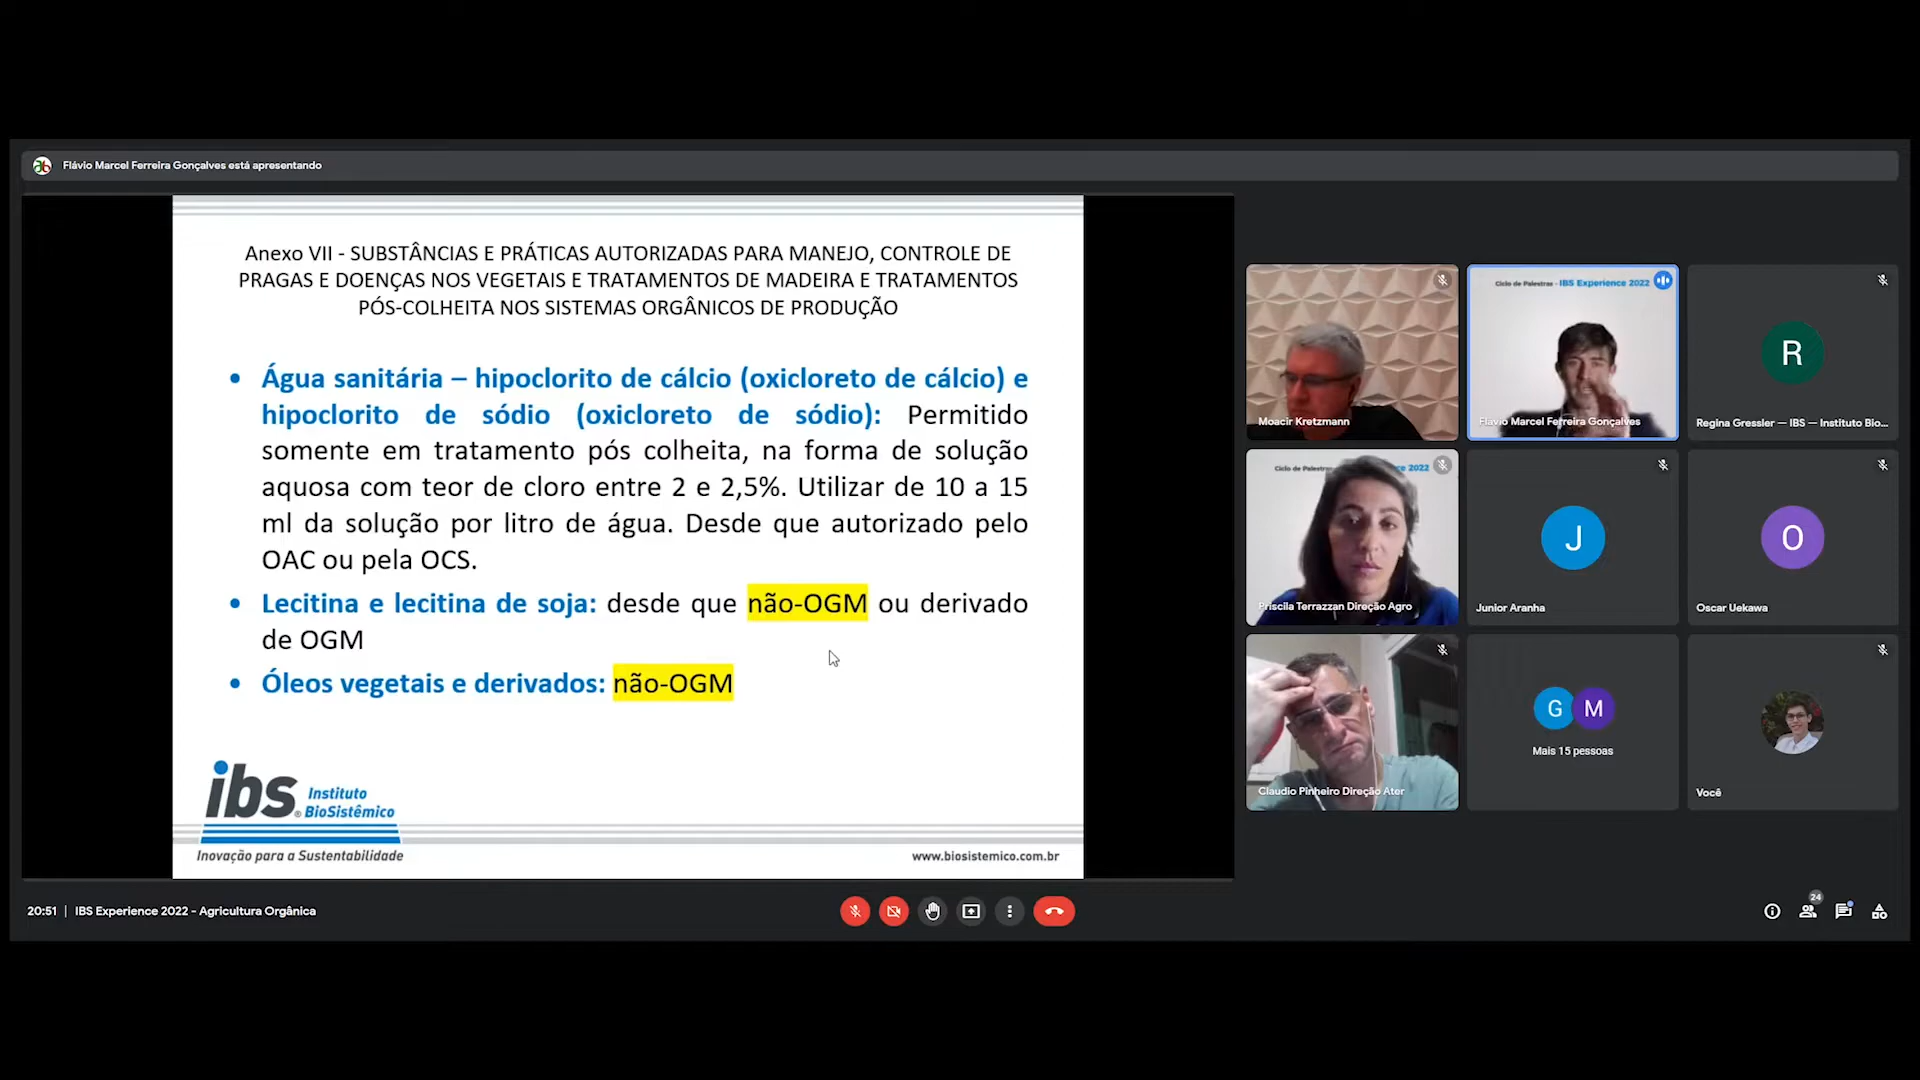 Flávio Marcel Ferreira Gonçalves está apresentando
Anexo VII - SUBSTÂNCIAS E PRÁTICAS AUTORIZADAS PARA MANEJO, CONTROLE DE
PRAGAS E DOENÇAS NOS VEGETAIS E TRATAMENTOS DE MADEIRA E TRATAMENTOS
PÓS-COLHEITA NOS SISTEMAS ORGÂNICOS DE PRODUÇÃO
• Água sanitária – hipoclorito de cálcio (oxicloreto de cálcio) e
hipoclorito de sódio (oxicloreto de sódio): Permitido
somente em tratamento pós colheita, na forma de solução
aquosa com teor de cloro entre 2 e 2,5%. Utilizar de 10 a 15
ml da solução por litro de água. Desde que autorizado pelo
OAC ou pela OCS.
• Lecitina e lecitina de soja: desde que não-OGM ou derivado
de OGM
• Óleos vegetais e derivados: não-OGM
ibs® Instituto
BioSistêmico
Inovação para a Sustentabilidade
www.biosistemico.com.br
Moacir Kretzmann
Ciclo de Palestras - IBS Experience 2022
Flávio Marcel Ferreira Gonçalves
R
Regina Gressler — IBS — Instituto Bio...
Ciclo de Palestras
ce 2022
Priscila Terrazzan Direção Agro
J
Junior Aranha
O
Oscar Uekawa
Claudio Pinheiro Direção Ater
G M
Mais 15 pessoas
Você
20:51 | IBS Experience 2022 - Agricultura Orgânica
24